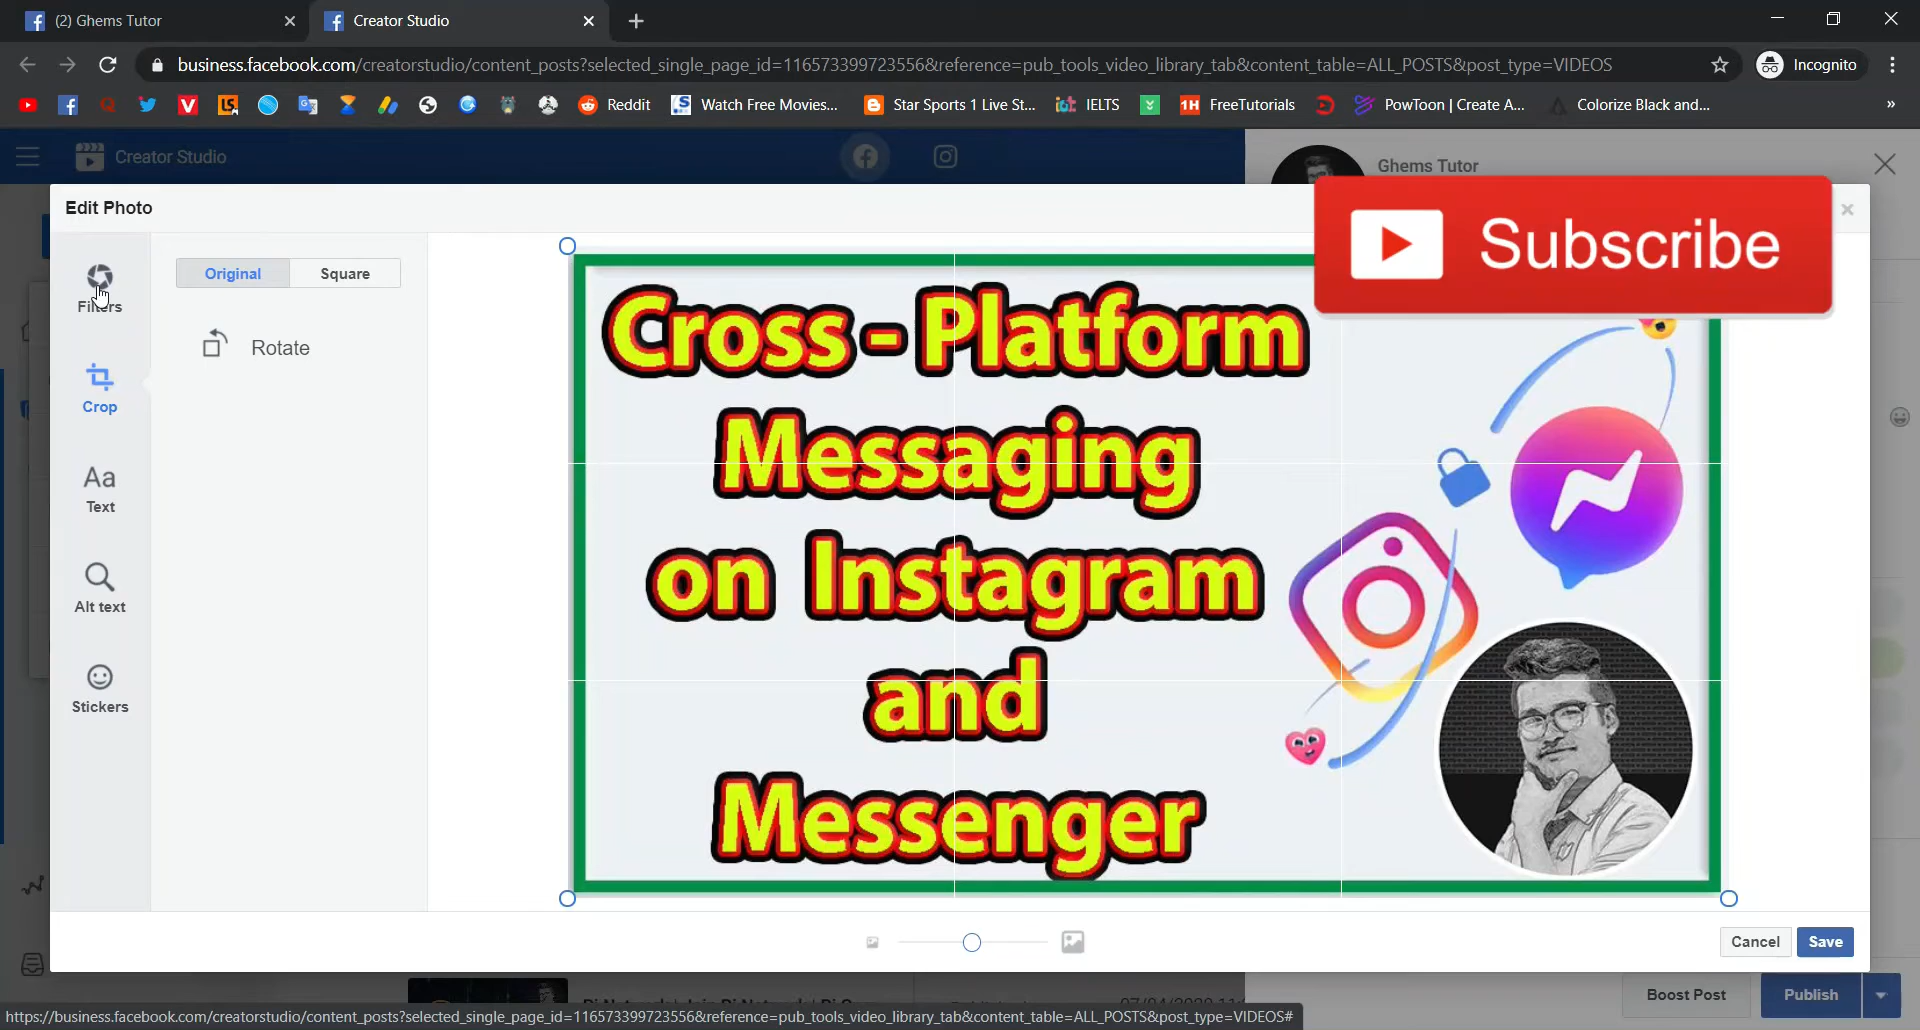 (2) Ghems Tutor
Creator Studio
business.facebook.com/creatorstudio/content_posts?selected_single_page_id=116573399723556&reference=pub_tools_video_library_tab&content_table=ALL_POSTS&post_type=VIDEOS
Incognito
Reddit
Watch Free Movies...
Star Sports 1 Live St...
IELTS
1H FreeTutorials
PowToon | Create A...
Colorize Black and...
»
Creator Studio
Ghems Tutor
Edit Photo
Subscribe
Filters
Original
Square
Rotate
Crop
Aa
Text
Alt text
Stickers
Cross - Platform
Messaging
on Instagram
and
Messenger
Cancel
Save
Boost Post
Publish
https://business.facebook.com/creatorstudio/content_posts?selected_single_page_id=116573399723556&reference=pub_tools_video_library_tab&content_table=ALL_POSTS&post_type=VIDEOS#